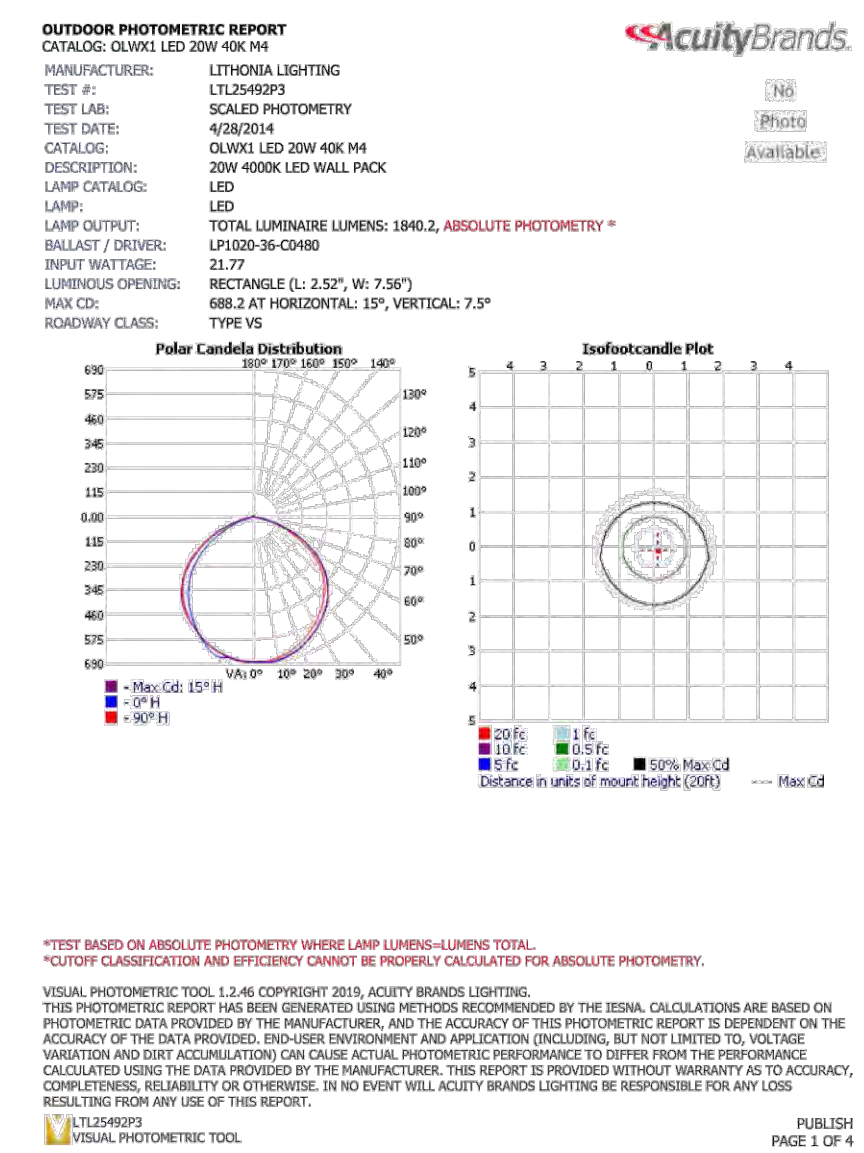 OUTDOOR PHOTOMETRIC REPORT
CATALOG: OLWX1 LED 20W 40K M4
AcuityBrands.
MANUFACTURER: LITHONIA LIGHTING
TEST #: LTL25492P3
TEST LAB: SCALED PHOTOMETRY
TEST DATE: 4/28/2014
CATALOG: OLWX1 LED 20W 40K M4
DESCRIPTION: 20W 4000K LED WALL PACK
LAMP CATALOG: LED
LAMP: LED
LAMP OUTPUT: TOTAL LUMINAIRE LUMENS: 1840.2, ABSOLUTE PHOTOMETRY *
BALLAST / DRIVER: LP1020-36-C0480
INPUT WATTAGE: 21.77
LUMINOUS OPENING: RECTANGLE (L: 2.52", W: 7.56")
MAX CD: 688.2 AT HORIZONTAL: 15°, VERTICAL: 7.5°
ROADWAY CLASS: TYPE VS
No
Photo
Available
Polar Candela Distribution
180° 170° 160° 150° 140°
690
575
460
345
230
115
0.00
115
230
345
460
575
690
130°
120°
110°
100°
90°
80°
70°
60°
50°
VA: 0° 10° 20° 30° 40°
- Max Cd: 15° H
- 0° H
- 90° H
Isofootcandle Plot
4 3 2 1 0 1 2 3 4
5
4
3
2
1
0
1
2
3
4
5
20 fc 1 fc
10 fc 0.5 fc
5 fc 0.1 fc 50% Max Cd
Distance in units of mount height (20ft) --- Max Cd
*TEST BASED ON ABSOLUTE PHOTOMETRY WHERE LAMP LUMENS=LUMENS TOTAL.
*CUTOFF CLASSIFICATION AND EFFICIENCY CANNOT BE PROPERLY CALCULATED FOR ABSOLUTE PHOTOMETRY.
VISUAL PHOTOMETRIC TOOL 1.2.46 COPYRIGHT 2019, ACUITY BRANDS LIGHTING.
THIS PHOTOMETRIC REPORT HAS BEEN GENERATED USING METHODS RECOMMENDED BY THE IESNA. CALCULATIONS ARE BASED ON
PHOTOMETRIC DATA PROVIDED BY THE MANUFACTURER, AND THE ACCURACY OF THIS PHOTOMETRIC REPORT IS DEPENDENT ON THE
ACCURACY OF THE DATA PROVIDED. END-USER ENVIRONMENT AND APPLICATION (INCLUDING, BUT NOT LIMITED TO, VOLTAGE
VARIATION AND DIRT ACCUMULATION) CAN CAUSE ACTUAL PHOTOMETRIC PERFORMANCE TO DIFFER FROM THE PERFORMANCE
CALCULATED USING THE DATA PROVIDED BY THE MANUFACTURER. THIS REPORT IS PROVIDED WITHOUT WARRANTY AS TO ACCURACY,
COMPLETENESS, RELIABILITY OR OTHERWISE. IN NO EVENT WILL ACUITY BRANDS LIGHTING BE RESPONSIBLE FOR ANY LOSS
RESULTING FROM ANY USE OF THIS REPORT.
LTL25492P3
VISUAL PHOTOMETRIC TOOL
PUBLISH
PAGE 1 OF 4